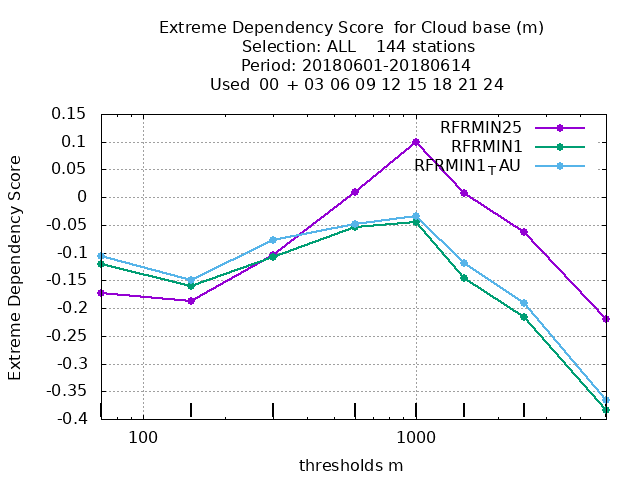 Extreme Dependency Score  for Cloud base (m)
Selection: ALL    144 stations
Period: 20180601-20180614
Used  00 + 03 06 09 12 15 18 21 24
RFRMIN25
RFRMIN1
RFRMIN1_TAU
Extreme Dependency Score
0.15
0.1
0.05
0
-0.05
-0.1
-0.15
-0.2
-0.25
-0.3
-0.35
-0.4
100
1000
thresholds m